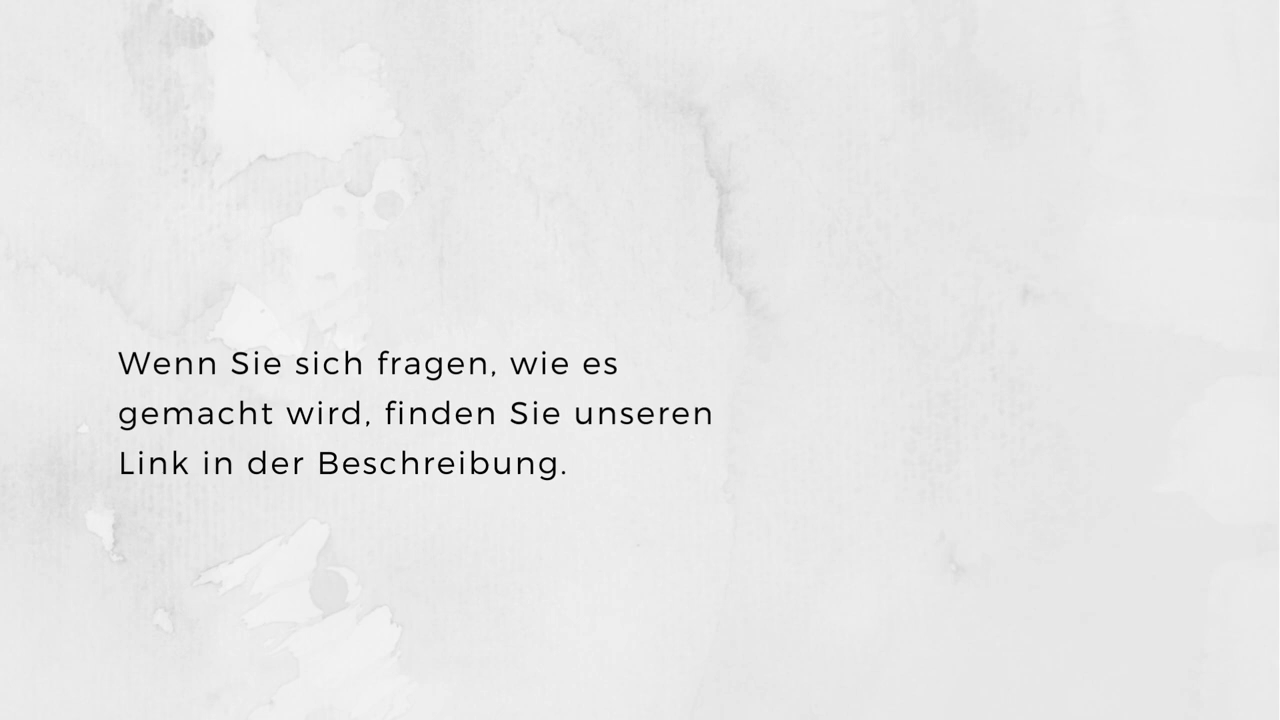 Wenn Sie sich fragen, wie es
gemacht wird, finden Sie unseren
Link in der Beschreibung.